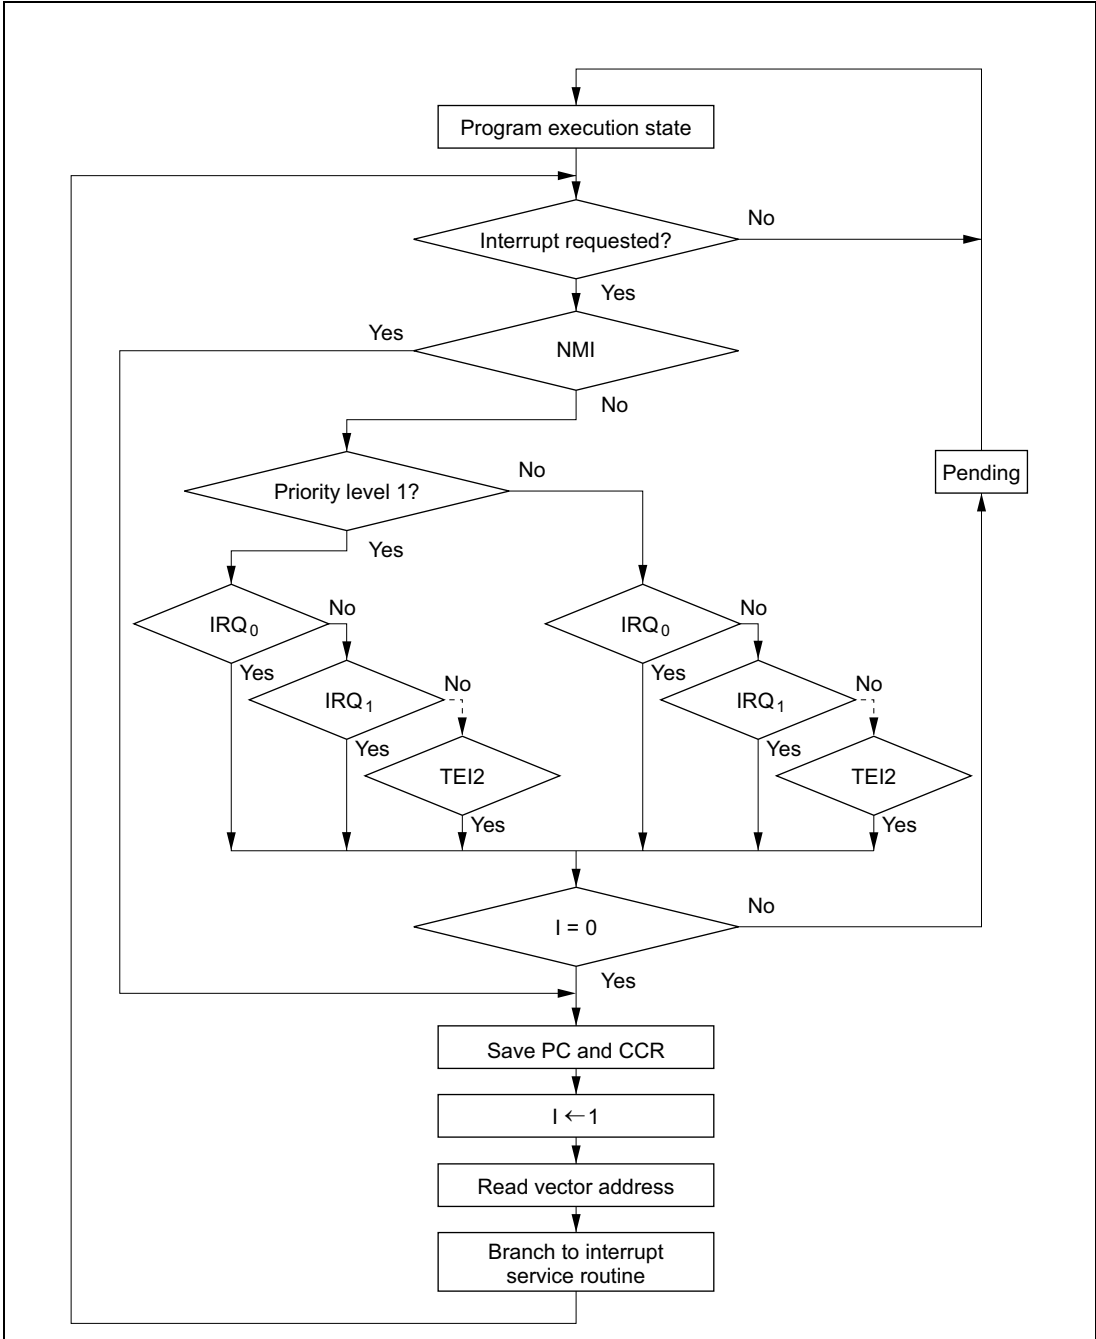 Program execution state
No
Interrupt requested?
Yes
Yes
NMI
No
No
Priority level 1?
Pending
Yes
No
No
IRQ0
IRQ0
Yes
No
Yes
No
IRQ1
IRQ1
Yes
Yes
TEI2
TEI2
Yes
Yes
No
I = 0
Yes
Save PC and CCR
I ← 1
Read vector address
Branch to interrupt
service routine